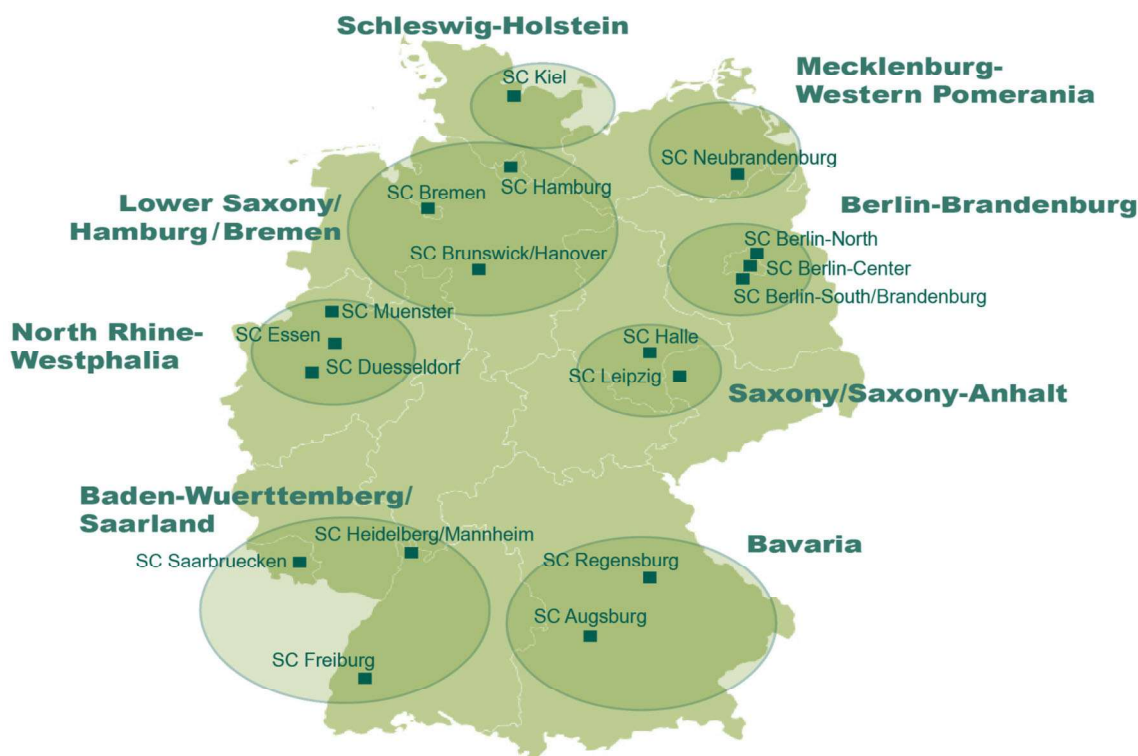 Schleswig-Holstein
SC Kiel
Mecklenburg-
Western Pomerania
SC Neubrandenburg
Lower Saxony/
Hamburg/Bremen
SC Hamburg
SC Bremen
SC Brunswick/Hanover
Berlin-Brandenburg
SC Berlin-North
SC Berlin-Center
SC Berlin-South/Brandenburg
North Rhine-
Westphalia
SC Muenster
SC Essen
SC Duesseldorf
SC Halle
SC Leipzig
Saxony/Saxony-Anhalt
Baden-Wuerttemberg/
Saarland
SC Heidelberg/Mannheim
SC Saarbruecken
SC Freiburg
Bavaria
SC Regensburg
SC Augsburg